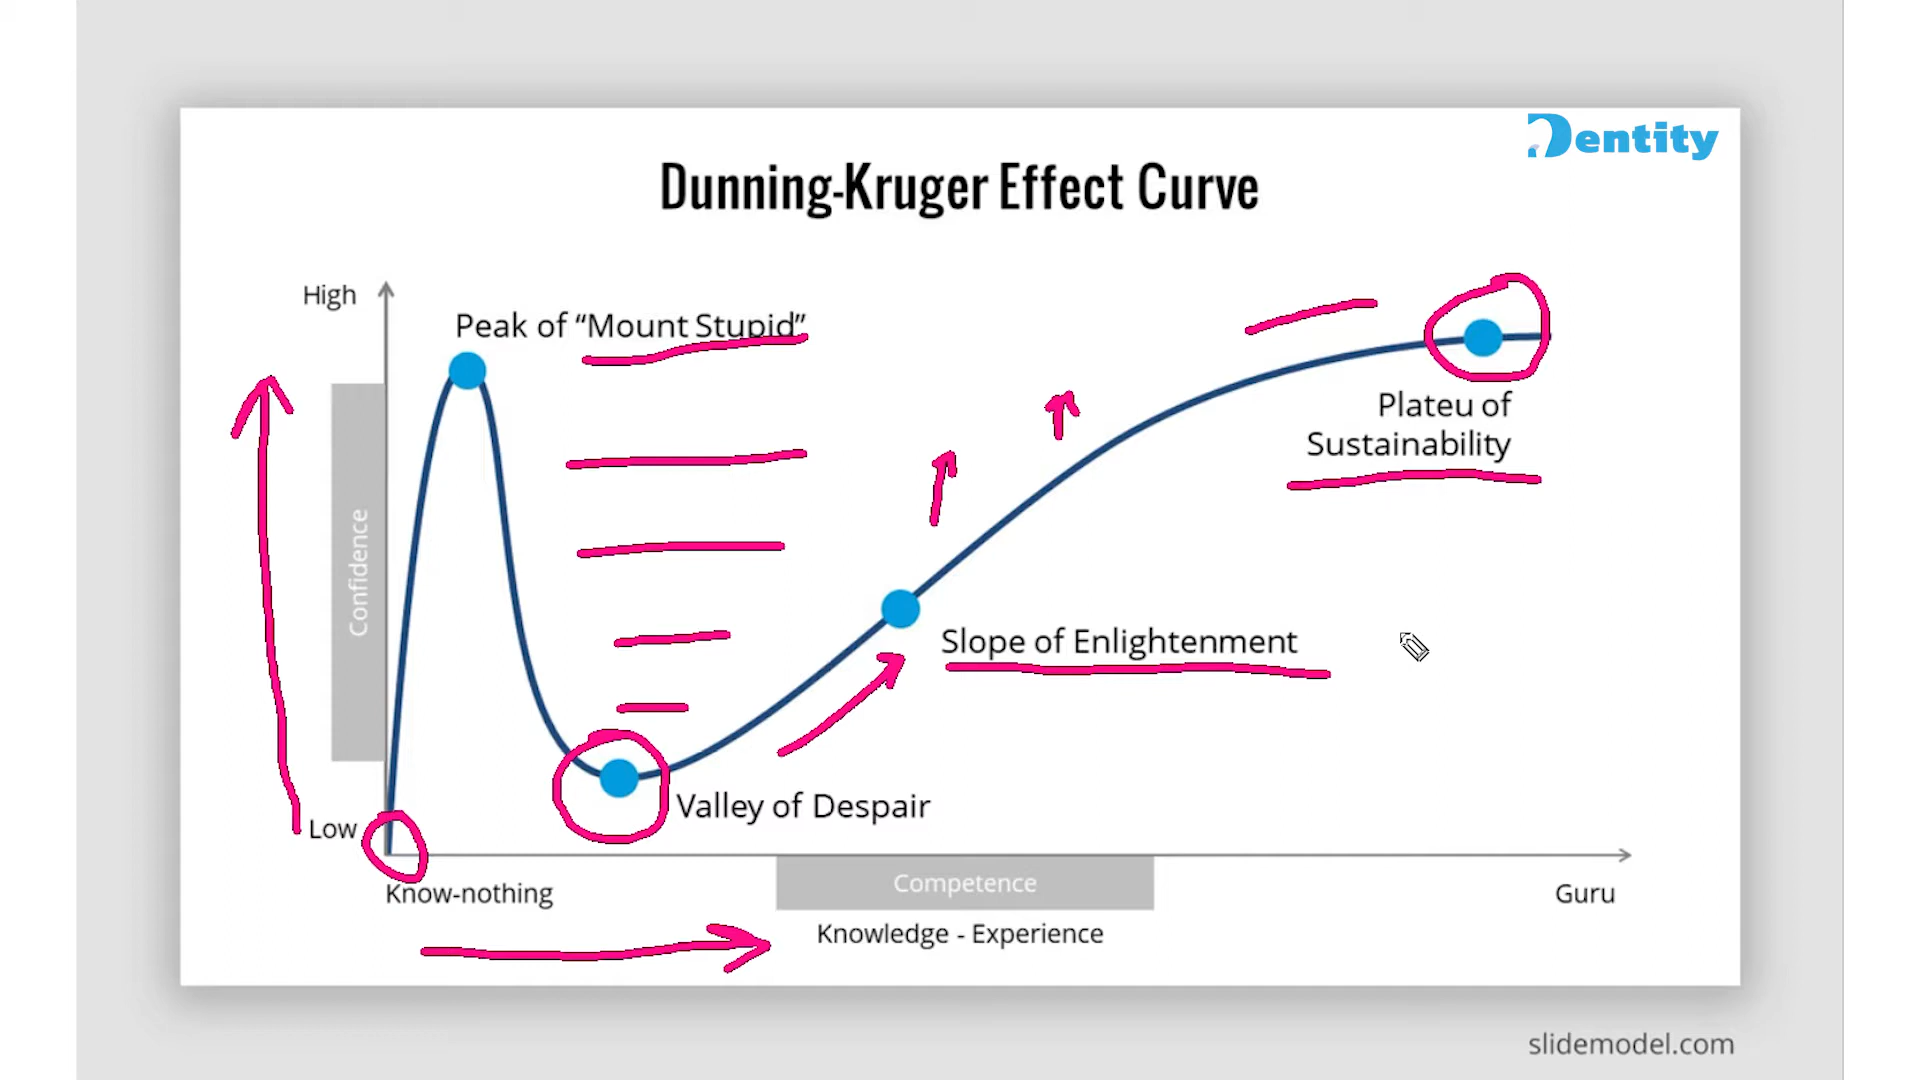 Dentity
Dunning-Kruger Effect Curve
High
Peak of “Mount Stupid”
Plateu of
Sustainability
Confidence
Slope of Enlightenment
Valley of Despair
Low
Know-nothing
Competence
Guru
Knowledge - Experience
slidemodel.com